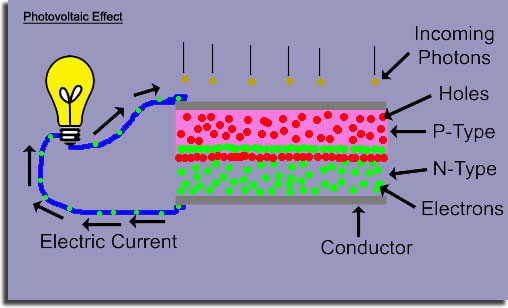 Photovoltaic Effect
Incoming
Photons
Holes
P-Type
N-Type
Electrons
Electric Current
Conductor